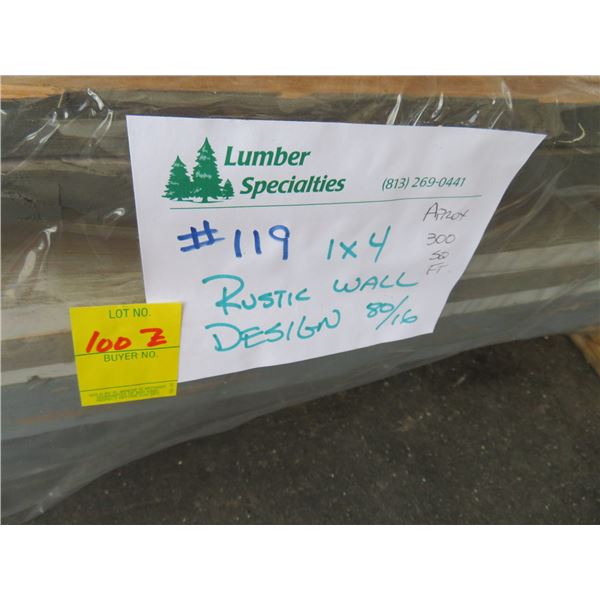 Lumber
Specialties (813) 269-0441
#119 1x4
Aprox
300
SQ
FT.
RUSTIC WALL
DESIGN 80/16
LOT NO.
100 Z
BUYER NO.